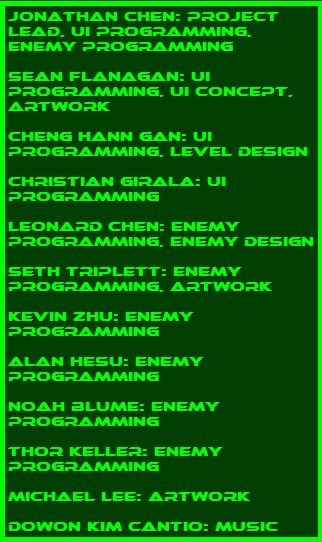 JONATHAN CHEN: PROJECT
LEAD, UI PROGRAMMING,
ENEMY PROGRAMMING
SEAN FLANAGAN: UI
PROGRAMMING, UI CONCEPT,
ARTWORK
CHENG HANN GAN: UI
PROGRAMMING, LEVEL DESIGN
CHRISTIAN GIRALA: UI
PROGRAMMING
LEONARD CHEN: ENEMY
PROGRAMMING, ENEMY DESIGN
SETH TRIPLETT: ENEMY
PROGRAMMING, ARTWORK
KEVIN ZHU: ENEMY
PROGRAMMING
ALAN HESU: ENEMY
PROGRAMMING
NOAH BLUME: ENEMY
PROGRAMMING
THOR KELLER: ENEMY
PROGRAMMING
MICHAEL LEE: ARTWORK
DOWON KIM CANTIO: MUSIC